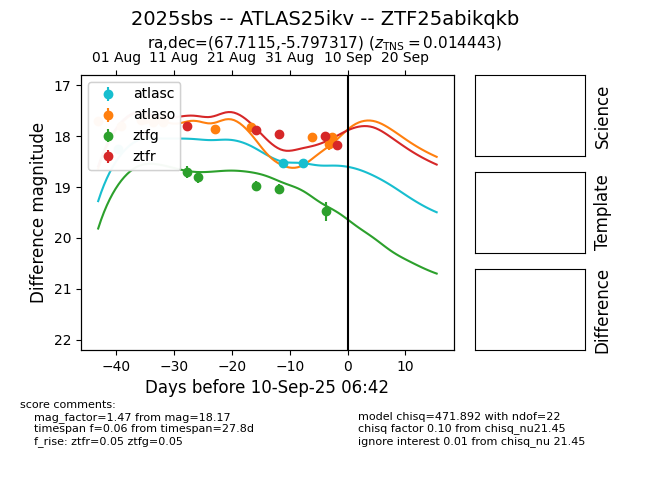 2025sbs -- ATLAS25ikv -- ZTF25abikqkb
ra,dec=(67.7115,-5.797317) (z_TNS = 0.014443)
01 Aug 11 Aug 21 Aug 31 Aug 10 Sep 20 Sep
atlasc
atlaso
ztfg
ztfr
17
18
19
20
21
22
Difference magnitude
−40 −30 −20 −10 0 10
Days before 10-Sep-25 06:42
Science
Template
Difference
score comments:
mag_factor=1.47 from mag=18.17
timespan f=0.06 from timespan=27.8d
f_rise: ztfr=0.05 ztfg=0.05
model chisq=471.892 with ndof=22
chisq factor 0.10 from chisq_nu21.45
ignore interest 0.01 from chisq_nu 21.45